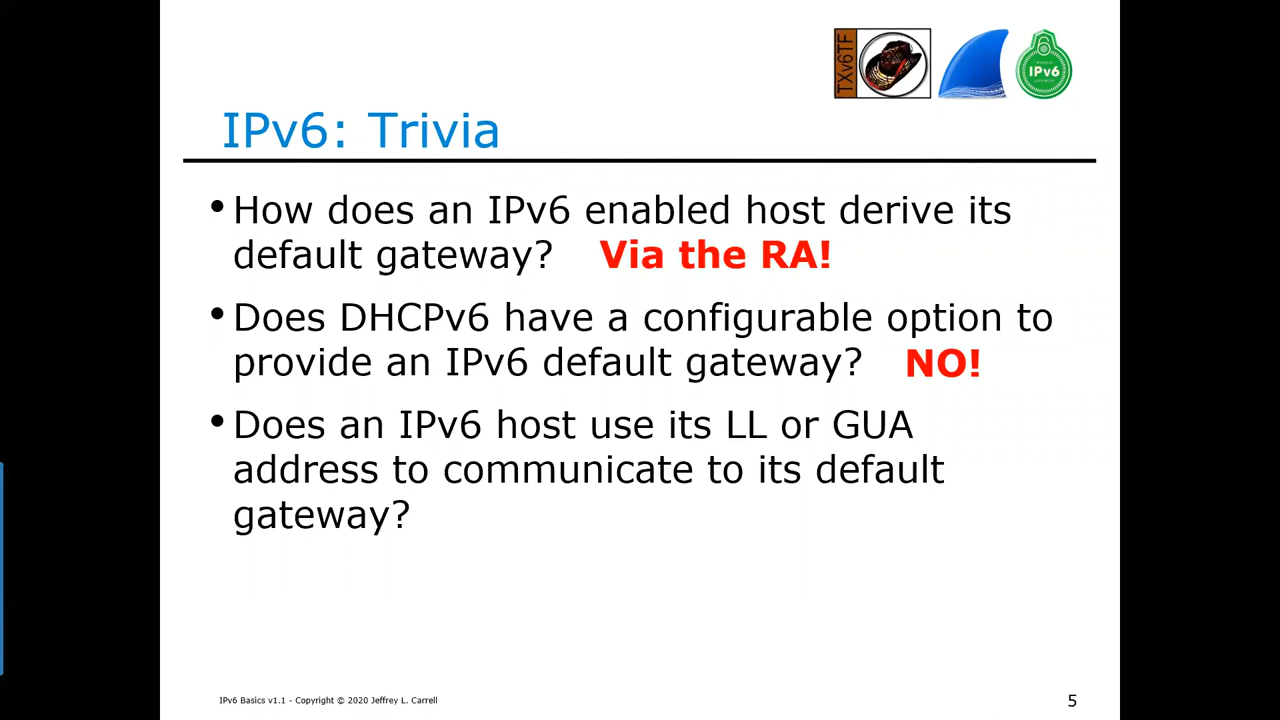 TXv6TF
WORLD
IPv6
LAUNCH
IPv6: Trivia
• How does an IPv6 enabled host derive its
default gateway? Via the RA!
• Does DHCPv6 have a configurable option to
provide an IPv6 default gateway? NO!
• Does an IPv6 host use its LL or GUA
address to communicate to its default
gateway?
IPv6 Basics v1.1 - Copyright © 2020 Jeffrey L. Carrell
5